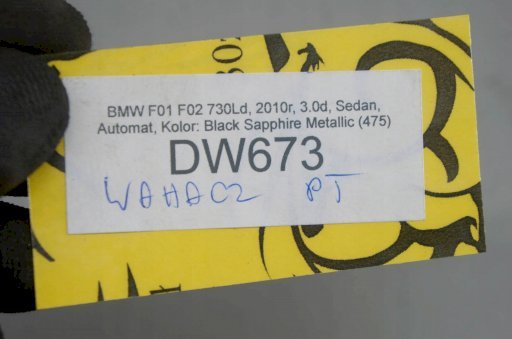 BMW F01 F02 730Ld, 2010r, 3.0d, Sedan,
Automat, Kolor: Black Sapphire Metallic (475)
DW673
WAHACZ PT